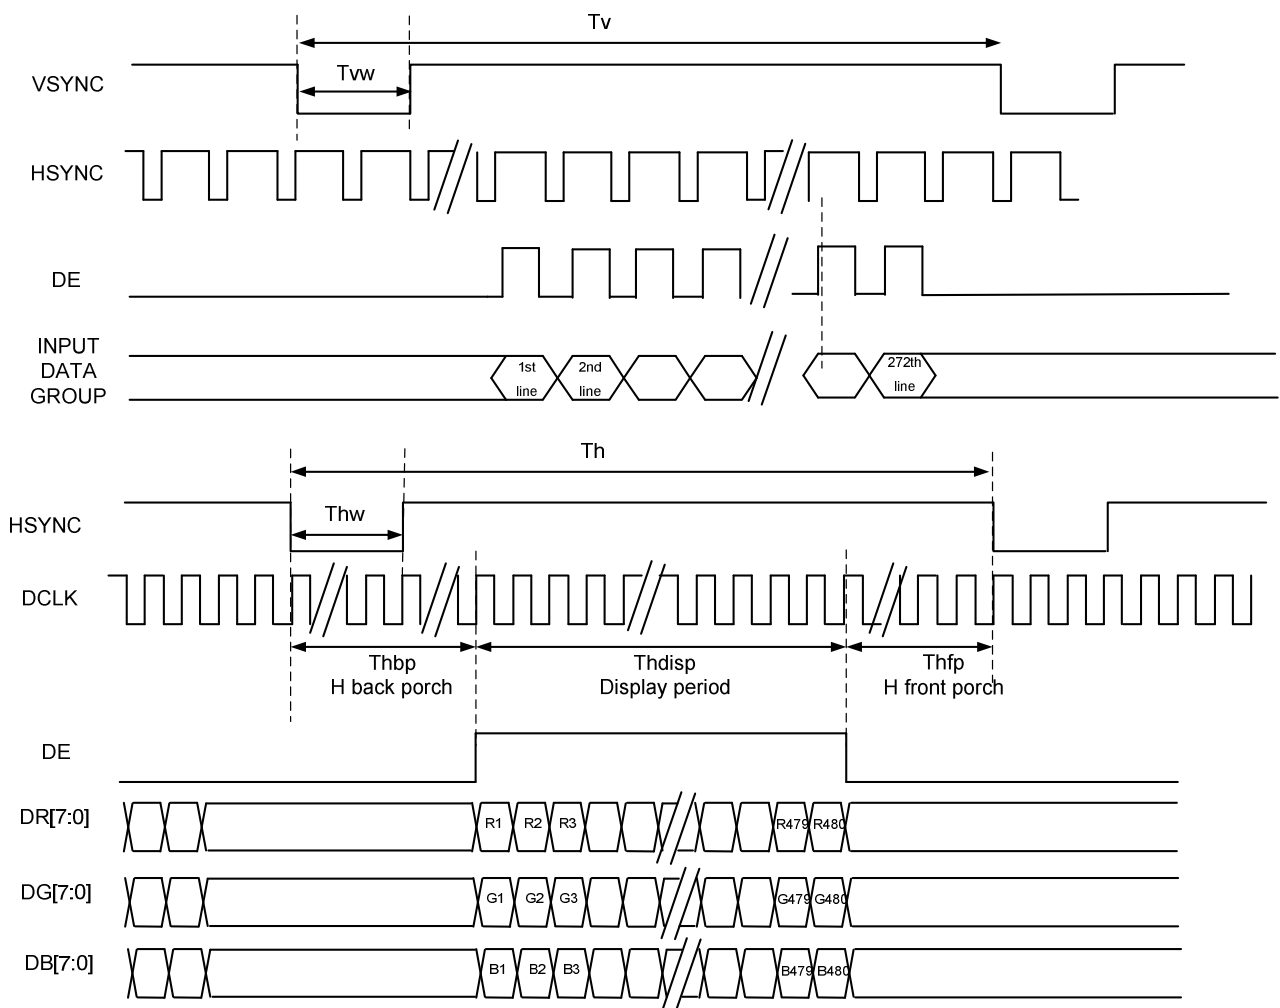 Tv
VSYNC
Tvw
HSYNC
DE
INPUT
DATA
GROUP
1st
line
2nd
line
272th
line
Th
HSYNC
Thw
DCLK
Thbp
H back porch
Thdisp
Display period
Thfp
H front porch
DE
DR[7:0]
R1 R2 R3 R479 R480
DG[7:0]
G1 G2 G3 G479 G480
DB[7:0]
B1 B2 B3 B479 B480